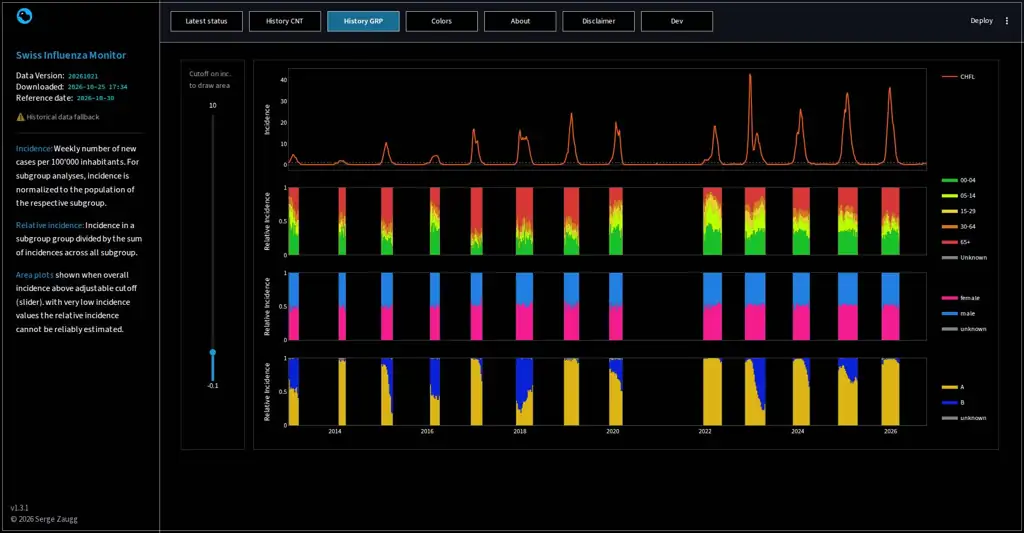 Latest status
History CNT
History GRP
Colors
About
Disclaimer
Dev
Deploy
Swiss Influenza Monitor
Data Version: 20261021
Downloaded: 2026-10-25 17:34
Reference date: 2026-10-30
Historical data fallback
Incidence: Weekly number of new
cases per 100'000 inhabitants. For
subgroup analyses, incidence is
normalized to the population of
the respective subgroup.
Relative incidence: Incidence in a
subgroup group divided by the sum
of incidences across all subgroup.
Area plots shown when overall
incidence above adjustable cutoff
(slider). with very low incidence
values the relative incidence
cannot be reliably estimated.
v1.3.1
© 2026 Serge Zaugg
Cutoff on inc.
to draw area
10
-0.1
Incidence
40
30
20
10
0
CHFL
Relative Incidence
1
0.5
0
00-04
05-14
15-29
30-64
65+
Unknown
Relative Incidence
1
0.5
0
female
male
unknown
Relative Incidence
1
0.5
0
A
B
unknown
2014
2016
2018
2020
2022
2024
2026